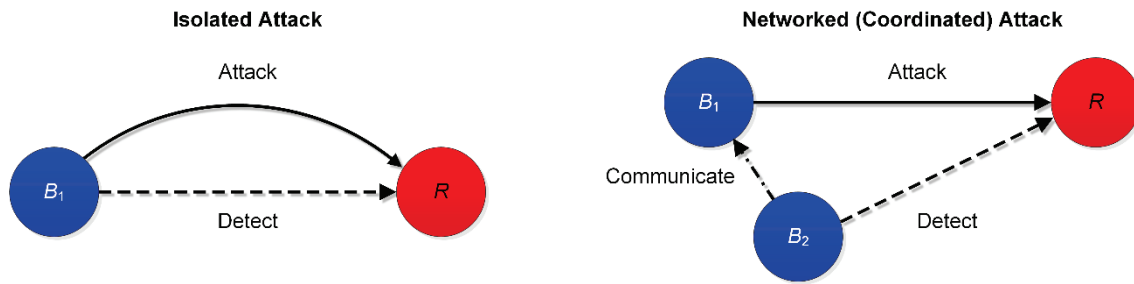 Isolated Attack
Attack
B1
R
Detect
Networked (Coordinated) Attack
Attack
B1
R
Communicate
B2
Detect